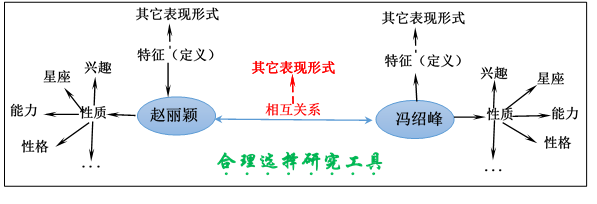 其它表现形式
其它表现形式
特征（定义）
特征（定义）
其它表现形式
兴趣
星座
能力
性质
性格
...
赵丽颖
相互关系
冯绍峰
兴趣
星座
性质
能力
性格
...
合理选择研究工具